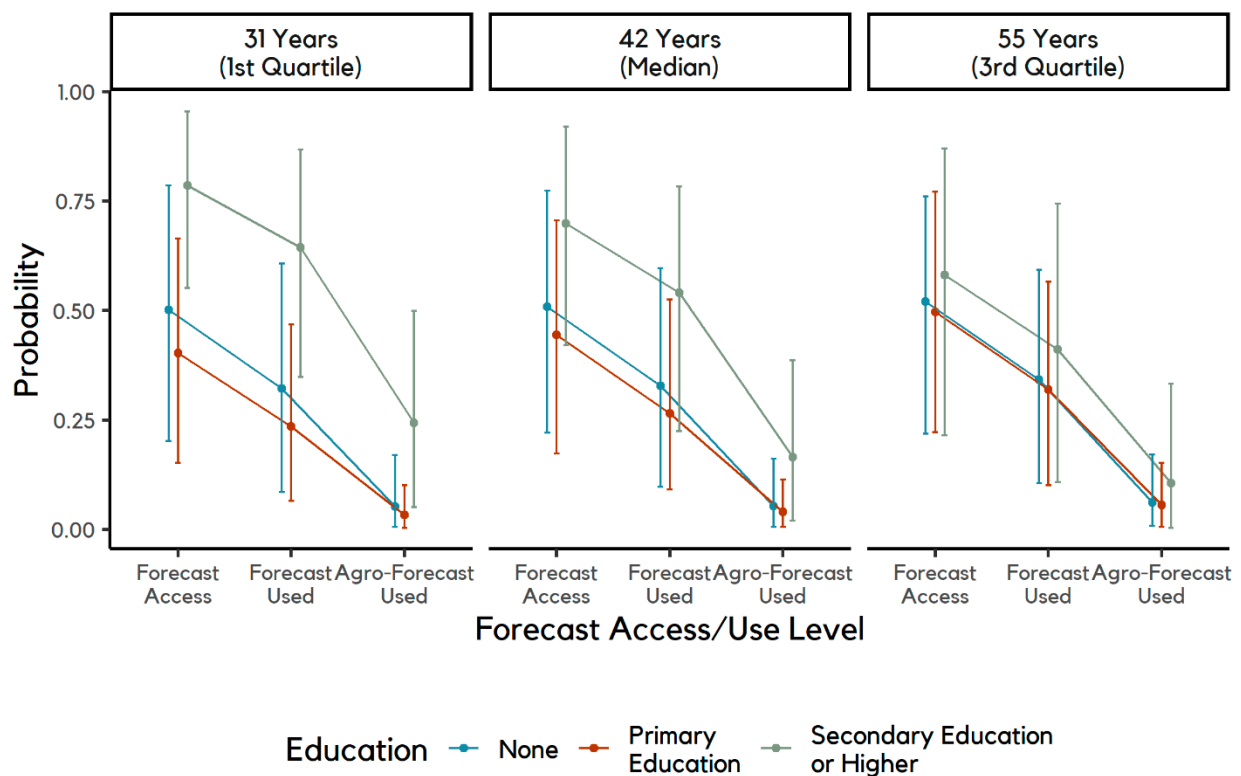 31 Years
(1st Quartile)
42 Years
(Median)
55 Years
(3rd Quartile)
1.00
0.75
0.50
0.25
0.00
Probability
Forecast
Access
Forecast
Used
Agro-Forecast
Used
Forecast
Access
Forecast
Used
Agro-Forecast
Used
Forecast
Access
Forecast
Used
Agro-Forecast
Used
Forecast Access/Use Level
Education
None
Primary
Education
Secondary Education
or Higher